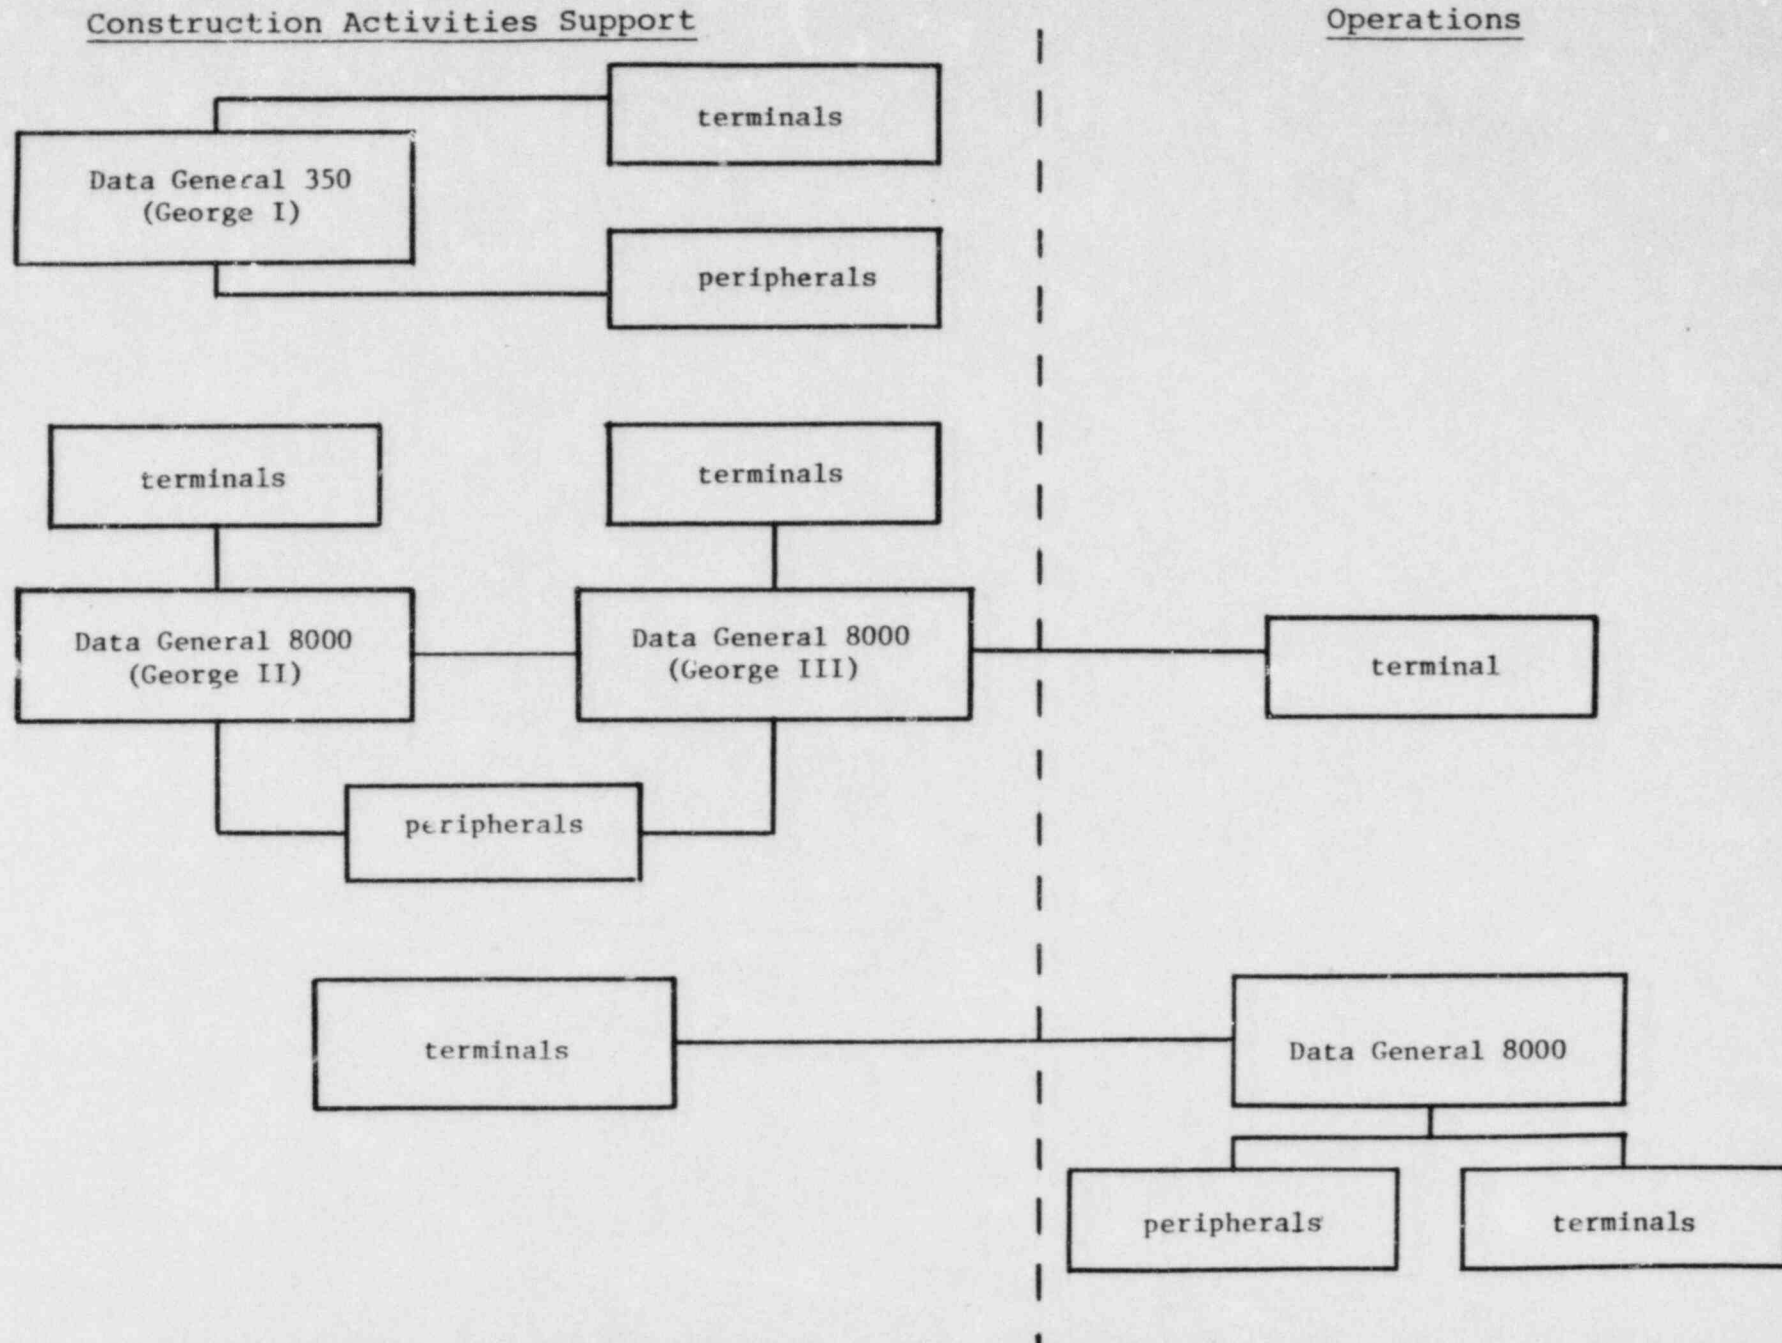 Construction Activities Support
Operations
terminals
Data General 350
(George I)
peripherals
terminals
terminals
Data General 8000
(George II)
Data General 8000
(George III)
terminal
peripherals
terminals
Data General 8000
peripherals
terminals